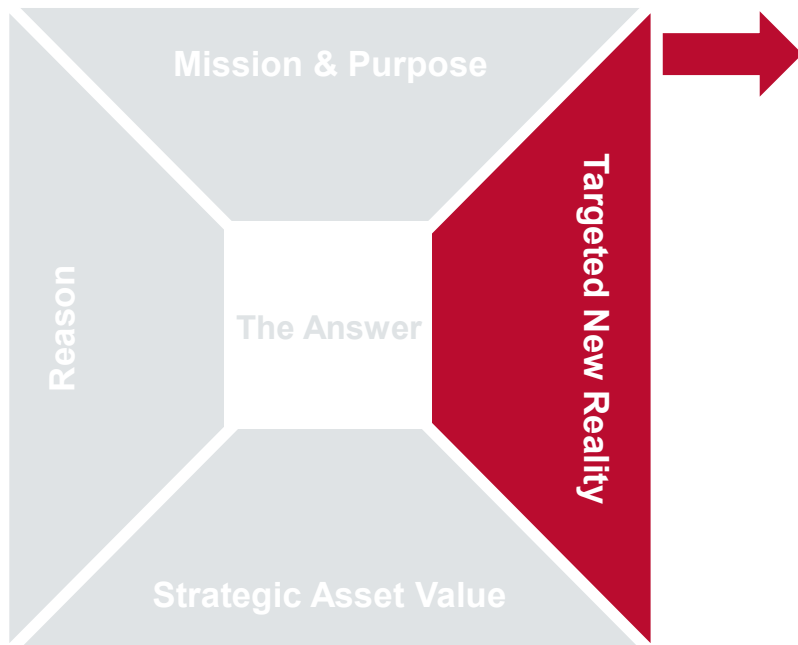 Mission & Purpose
Reason
The Answer
Targeted New Reality
Strategic Asset Value